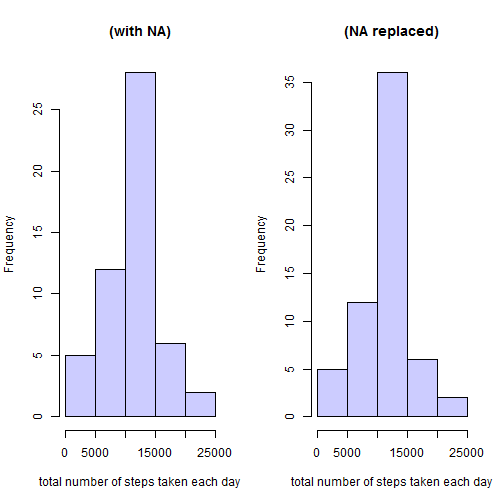 (with NA)
Frequency
25
20
15
10
5
0
0 5000 15000 25000
total number of steps taken each day
(NA replaced)
Frequency
35
30
25
20
15
10
5
0
0 5000 15000 25000
total number of steps taken each day